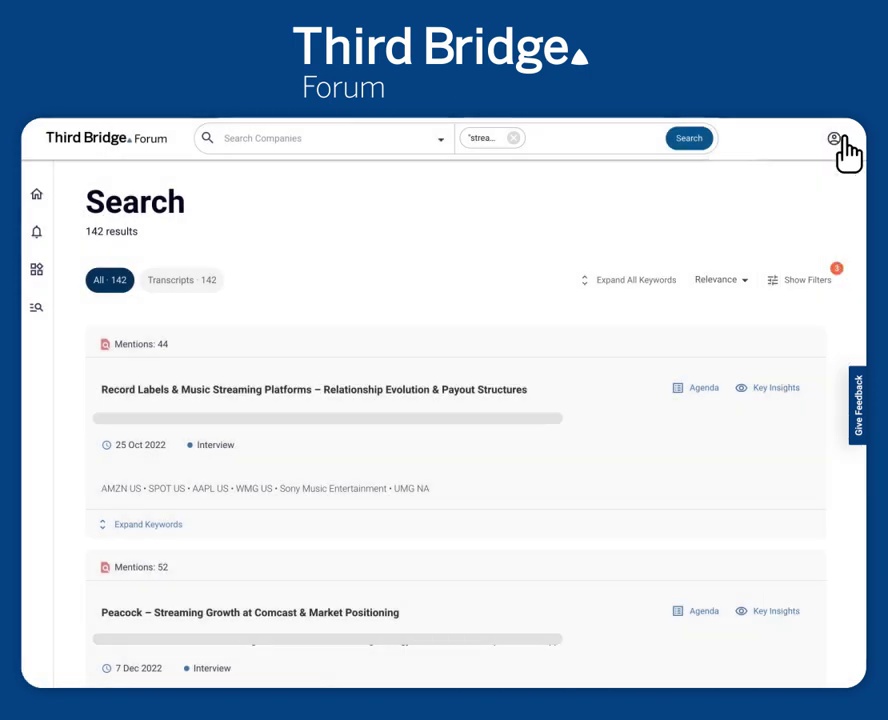 Third Bridge
Forum
Third Bridge Forum
Search Companies
"strea...
Search
Search
142 results
All · 142
Transcripts · 142
Expand All Keywords
Relevance
Show Filters
3
Mentions: 44
Record Labels & Music Streaming Platforms – Relationship Evolution & Payout Structures
Agenda
Key Insights
25 Oct 2022
Interview
AMZN US • SPOT US • AAPL US • WMG US • Sony Music Entertainment • UMG NA
Expand Keywords
Give Feedback
Mentions: 52
Peacock – Streaming Growth at Comcast & Market Positioning
Agenda
Key Insights
7 Dec 2022
Interview